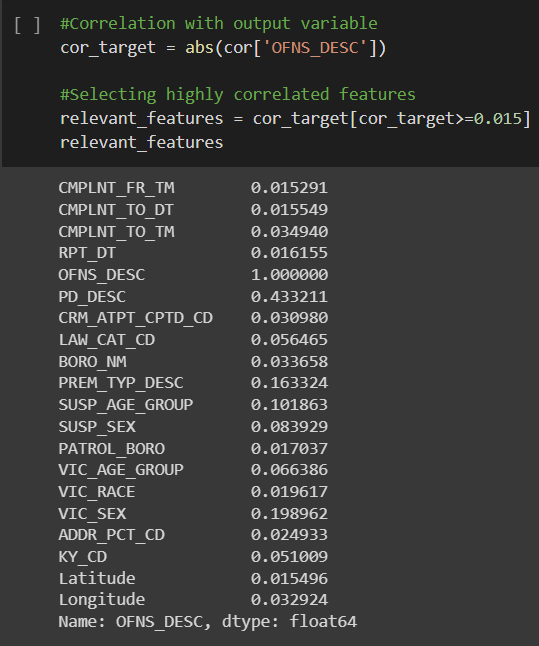 [ ] #Correlation with output variable
cor_target = abs(cor['OFNS_DESC'])
#Selecting highly correlated features
relevant_features = cor_target[cor_target>=0.015]
relevant_features
CMPLNT_FR_TM 0.015291
CMPLNT_TO_DT 0.015549
CMPLNT_TO_TM 0.034940
RPT_DT 0.016155
OFNS_DESC 1.000000
PD_DESC 0.433211
CRM_ATPT_CPTD_CD 0.030980
LAW_CAT_CD 0.056465
BORO_NM 0.033658
PREM_TYP_DESC 0.163324
SUSP_AGE_GROUP 0.101863
SUSP_SEX 0.083929
PATROL_BORO 0.017037
VIC_AGE_GROUP 0.066386
VIC_RACE 0.019617
VIC_SEX 0.198962
ADDR_PCT_CD 0.024933
KY_CD 0.051009
Latitude 0.015496
Longitude 0.032924
Name: OFNS_DESC, dtype: float64